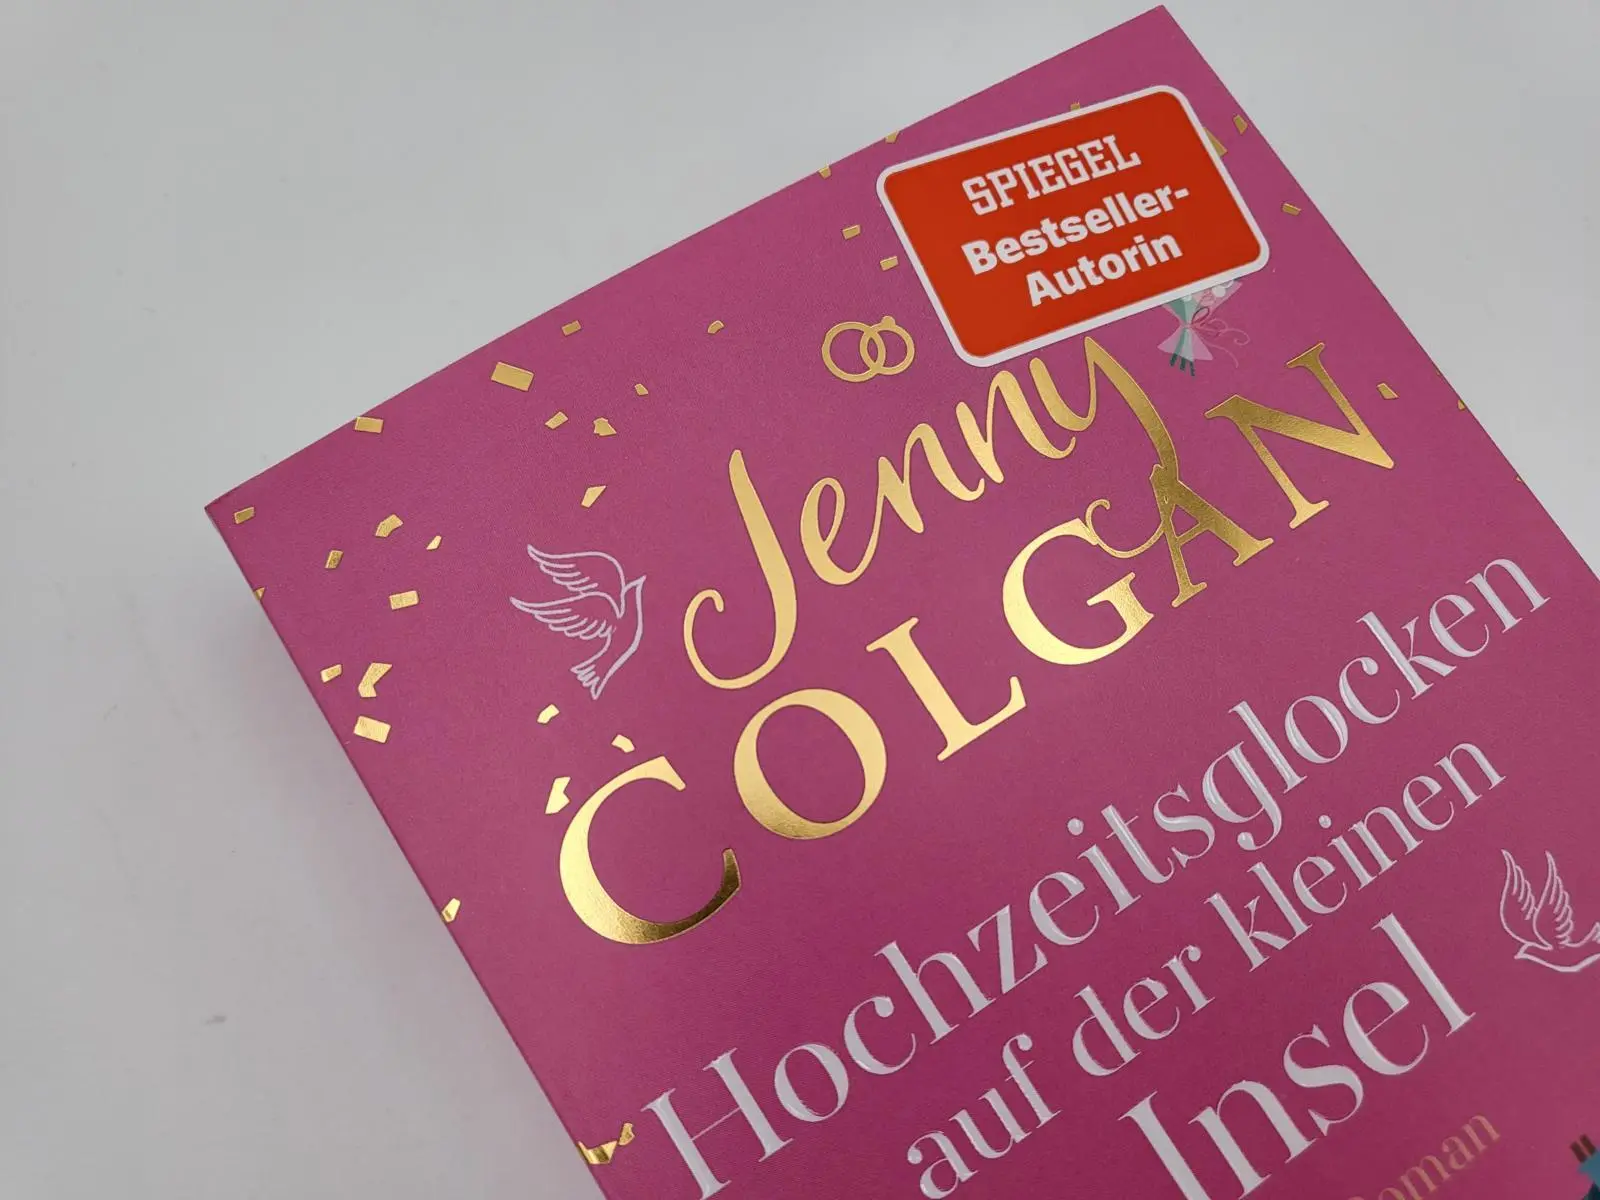 SPIEGEL
Bestseller-
Autorin
Jenny
COLGAN
Hochzeitsglocken
auf der kleinen
Insel